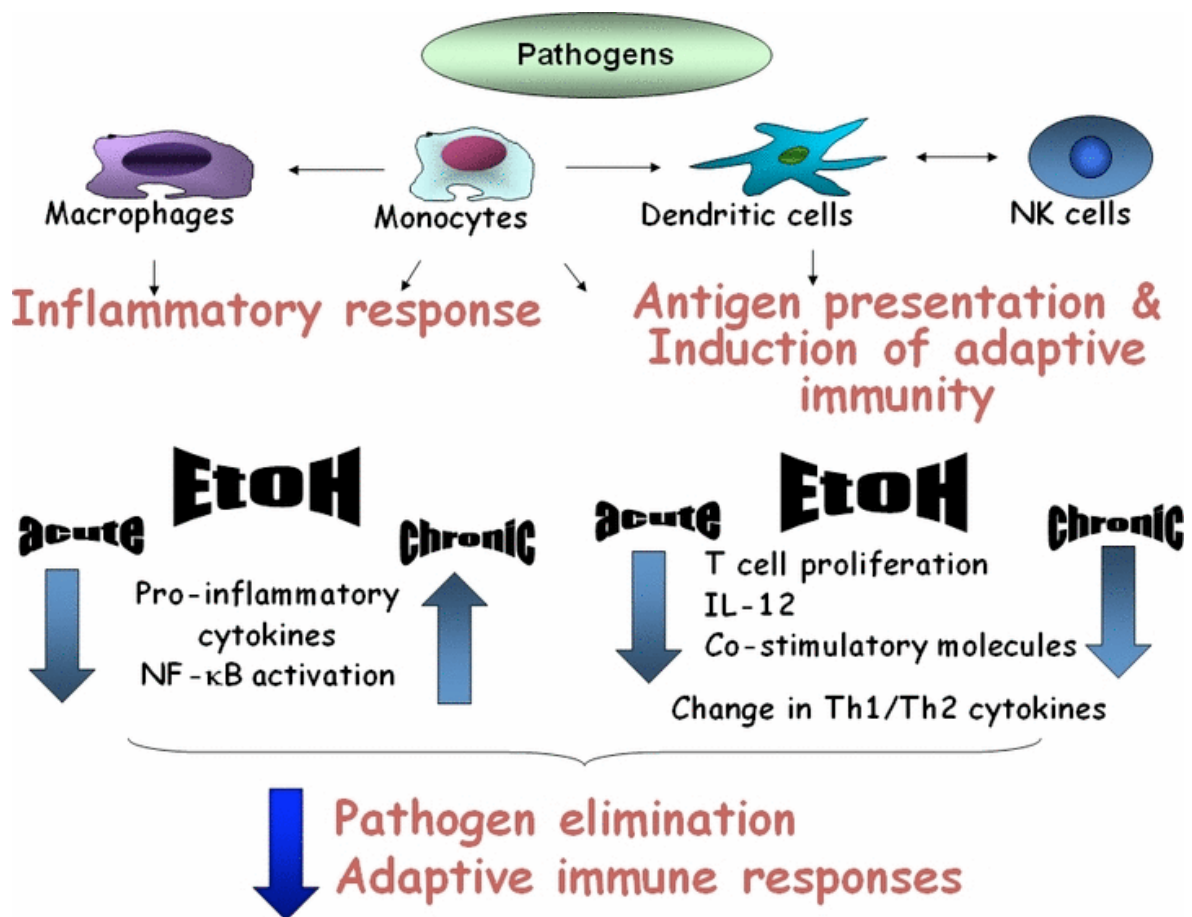 Pathogens
Macrophages
Monocytes
Dendritic cells
NK cells
Inflammatory response
Antigen presentation &
Induction of adaptive
immunity
EtOH
acute
chronic
Pro-inflammatory
cytokines
NF-κB activation
EtOH
acute
chronic
T cell proliferation
IL-12
Co-stimulatory molecules
Change in Th1/Th2 cytokines
Pathogen elimination
Adaptive immune responses